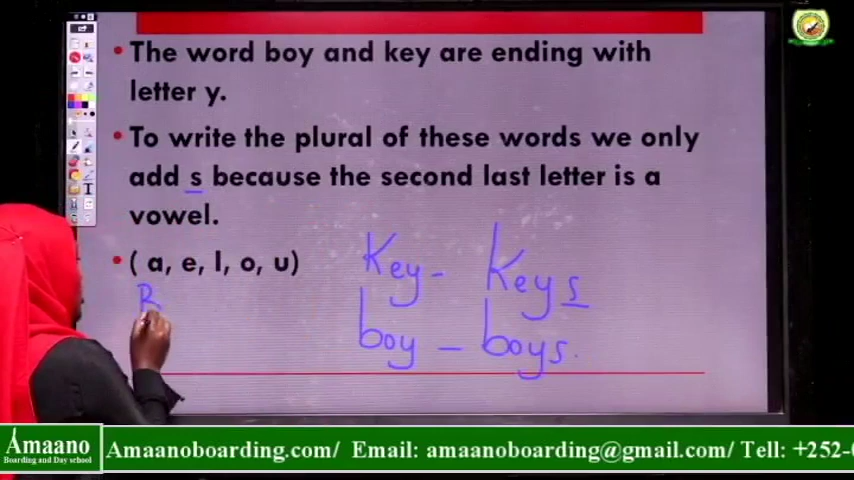 • The word boy and key are ending with
letter y.
• To write the plural of these words we only
add s because the second last letter is a
vowel.
• ( a, e, l, o, u)
Key - Keys
boy - boys.
Amaano
Boarding and Day school
Amaanoboarding.com/ Email: amaanoboarding@gmail.com/ Tell: +252-